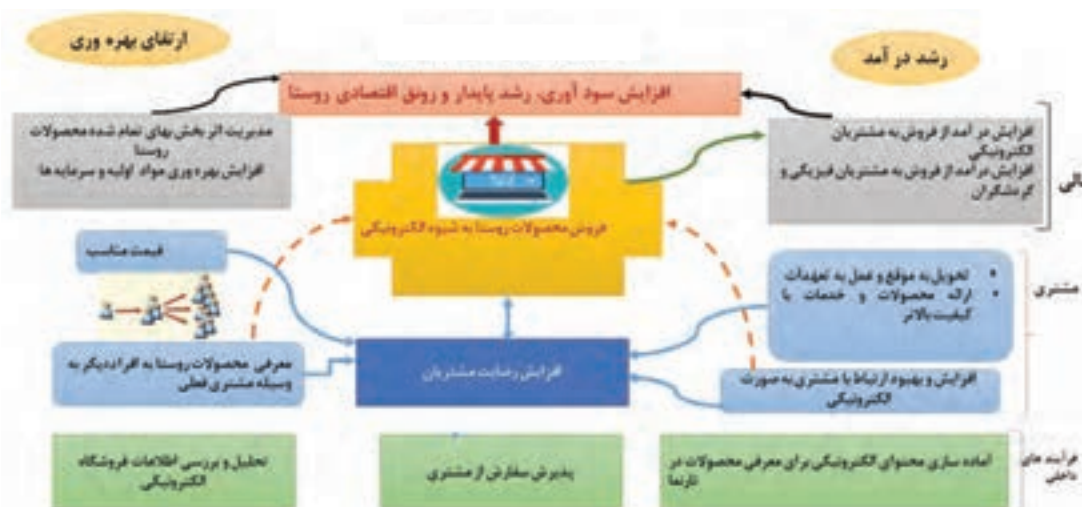 ارتقای بهره وری
رشد در آمد
افزایش سود آوری، رشد پایدار و رونق اقتصادی روستا
افزایش در آمد از فروش به مشتریان
الکترونیکی
افزایش درآمد از فروش به مشتریان فیزیکی و
گردشگران
مدیریت اثر بخش بهای تمام شده محصولات
روستا
افزایش بهره وری مواد اولیه و سرمایه ها
الی
فروش محصولات روستا به شیوه الکترونیکی
قیمت مناسب
تحویل به موقع و عمل به تعهدات
ارائه محصولات و خدمات با
کیفیت بالاتر
مشتری
افزایش رضایت مشتریان
معرفی محصولات روستا به افراد دیگر به
وسیله مشتری فعلی
افزایش و بهبود ارتباط با مشتری به صورت
الکترونیکی
فرآیند های
داخلی
آماده سازی محتوای الکترونیکی برای معرفی محصولات در
تارنما
پذیرش سفارش از مشتری
تحلیل و بررسی اطلاعات فروشگاه
الکترونیکی